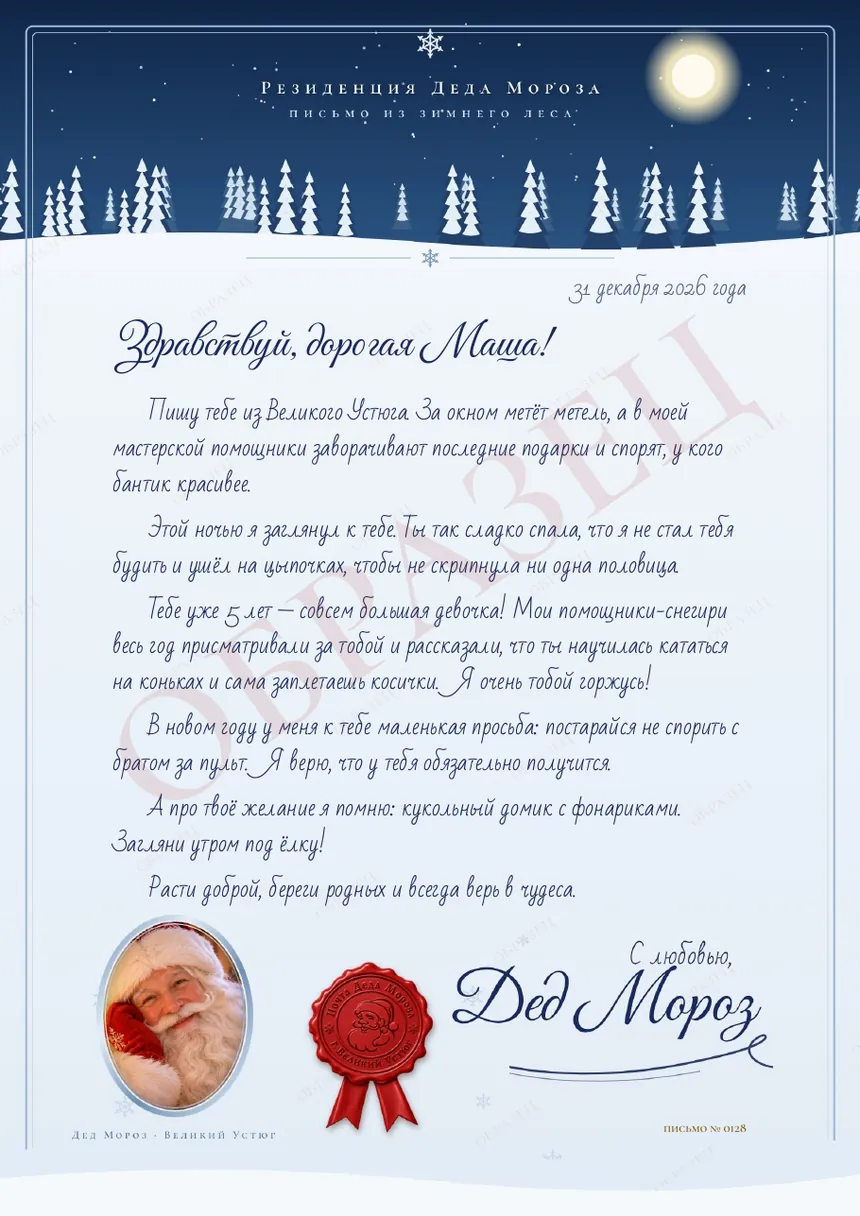 Резиденция Деда Мороза
письмо из зимнего леса
31 декабря 2026 года
Здравствуй, дорогая Маша!
Пишу тебе из Великого Устюга. За окном метёт метель, а в моей
мастерской помощники заворачивают последние подарки и спорят, у кого
бантик красивее.
Этой ночью я заглянул к тебе. Ты так сладко спала, что я не стал тебя
будить и ушёл на цыпочках, чтобы не скрипнула ни одна половица.
Тебе уже 5 лет — совсем большая девочка! Мои помощники-снегири
весь год присматривали за тобой и рассказали, что ты научилась кататься
на коньках и сама заплетаешь косички. Я очень тобой горжусь!
В новом году у меня к тебе маленькая просьба: постарайся не спорить с
братом за пульт. Я верю, что у тебя обязательно получится.
А про твоё желание я помню: кукольный домик с фонариками.
Загляни утром под ёлку!
Расти доброй, береги родных и всегда верь в чудеса.
ОБРАЗЕЦ
С любовью,
Дед Мороз
Почта Деда Мороза
г. Великий Устюг
Дед Мороз · Великий Устюг
письмо № 0128